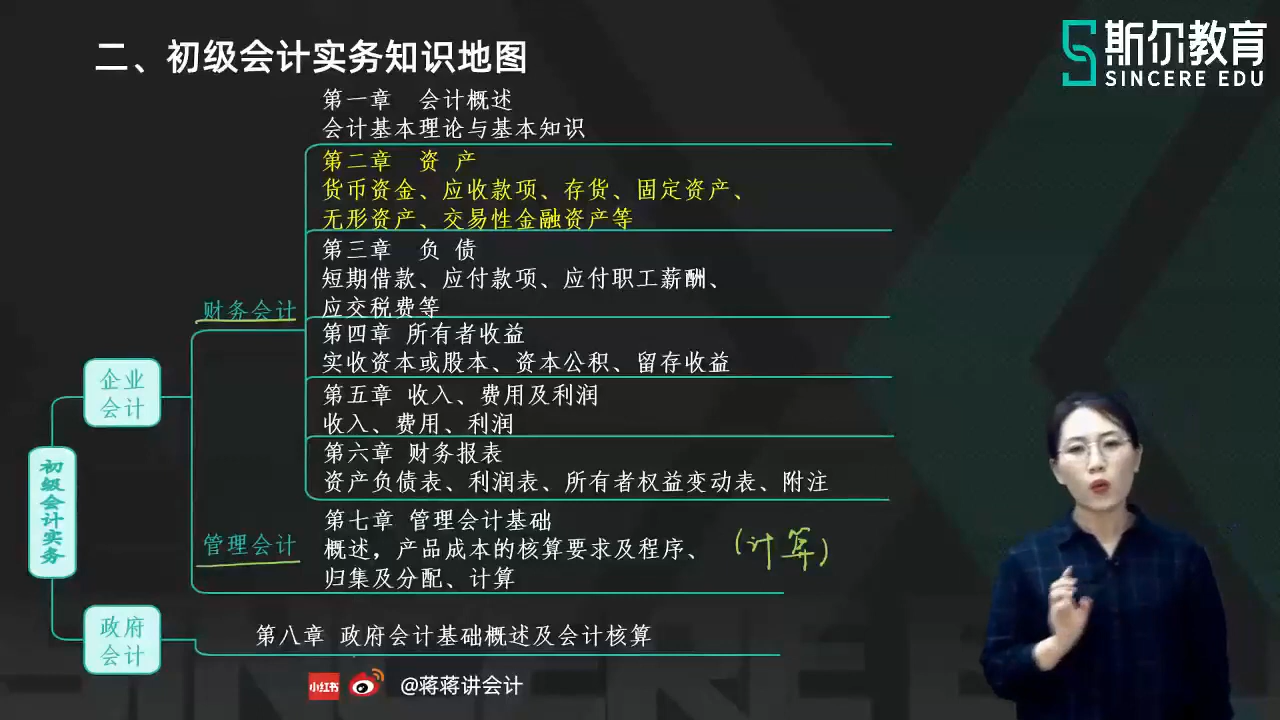 二、初级会计实务知识地图
斯尔教育
SINCERE EDU
第一章 会计概述
会计基本理论与基本知识
第二章 资 产
货币资金、应收款项、存货、固定资产、
无形资产、交易性金融资产等
第三章 负 债
短期借款、应付款项、应付职工薪酬、
应交税费等
财务会计
第四章 所有者收益
实收资本或股本、资本公积、留存收益
企业
会计
第五章 收入、费用及利润
收入、费用、利润
第六章 财务报表
资产负债表、利润表、所有者权益变动表、附注
初级会计实务
管理会计
第七章 管理会计基础
概述，产品成本的核算要求及程序、
归集及分配、计算
(计算)
政府
会计
第八章 政府会计基础概述及会计核算
小红书
@蒋蒋讲会计
SINCERE EDU